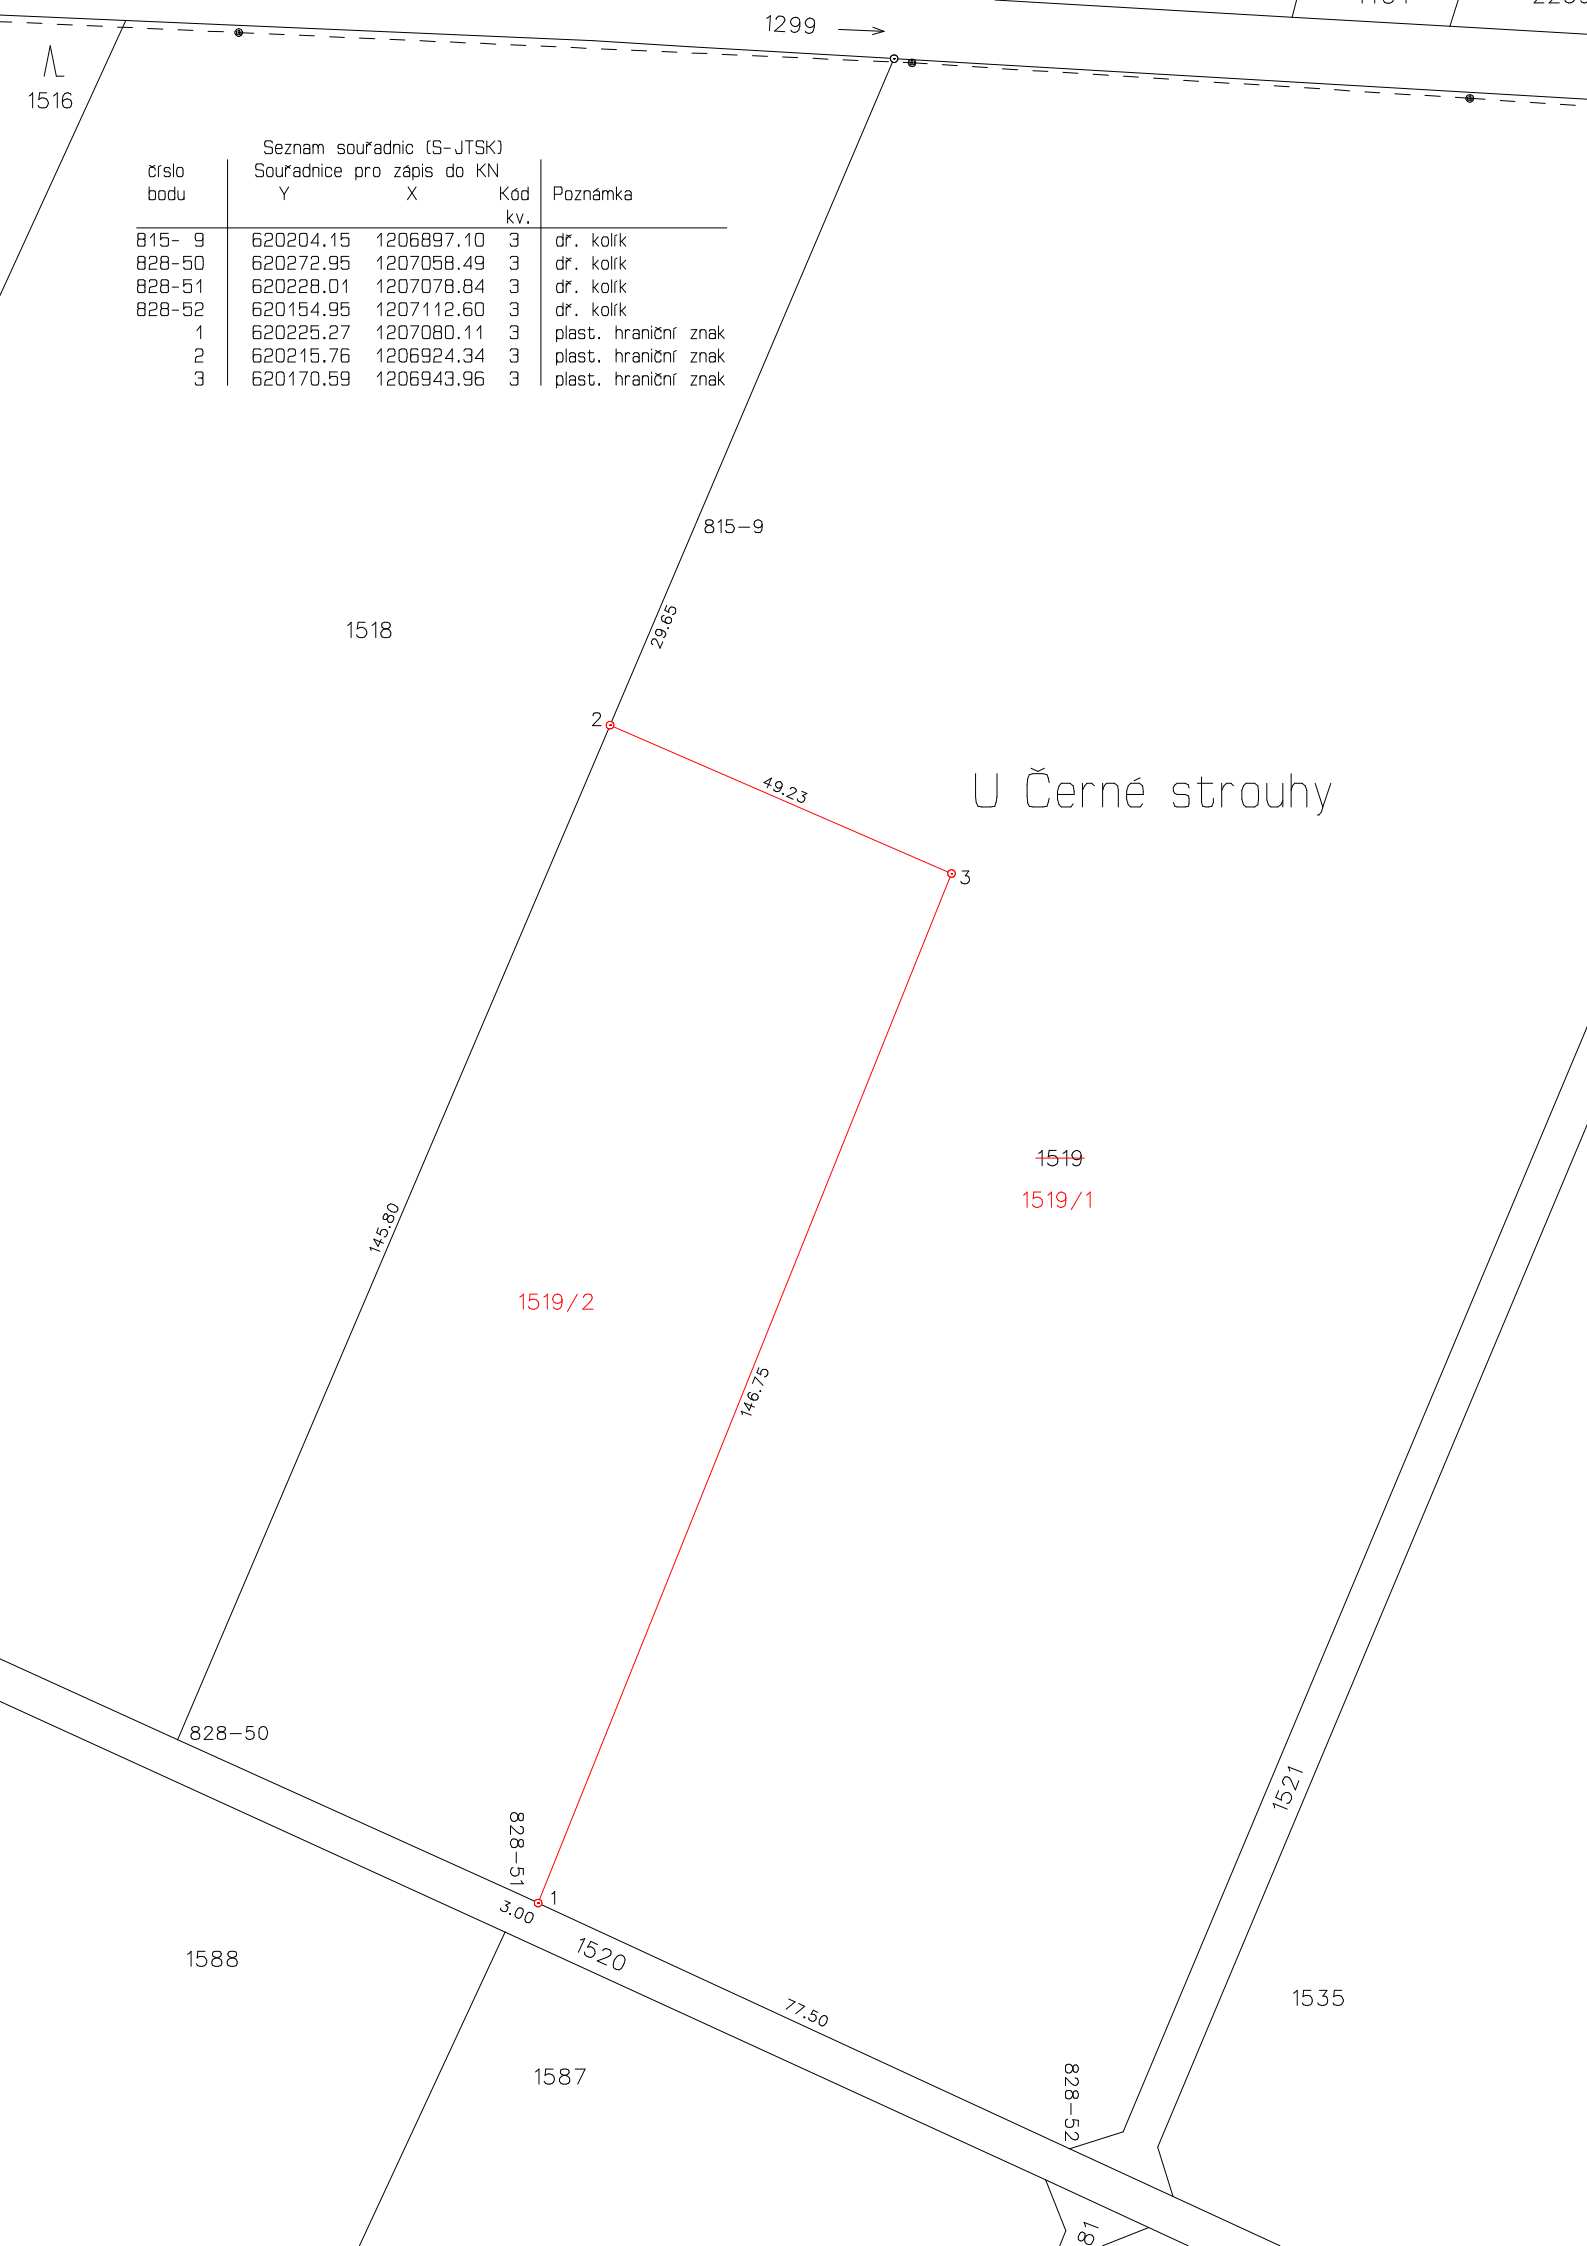 1299
1516
Seznam souřadnic (S-JTSK)
číslo Souřadnice pro zápis do KN
bodu Y X Kód Poznámka
kv.
815- 9 620204.15 1206897.10 3 dř. kolík
828-50 620272.95 1207058.49 3 dř. kolík
828-51 620228.01 1207078.84 3 dř. kolík
828-52 620154.95 1207112.60 3 dř. kolík
1 620225.27 1207080.11 3 plast. hraniční znak
2 620215.76 1206924.34 3 plast. hraniční znak
3 620170.59 1206943.96 3 plast. hraniční znak
815-9
29.65
1518
2
49.23
U Černé strouhy
3
1519
1519/1
145.80
1519/2
146.75
828-50
1521
828-51
1
3.00
1520
1588
1535
77.50
1587
828-52
81